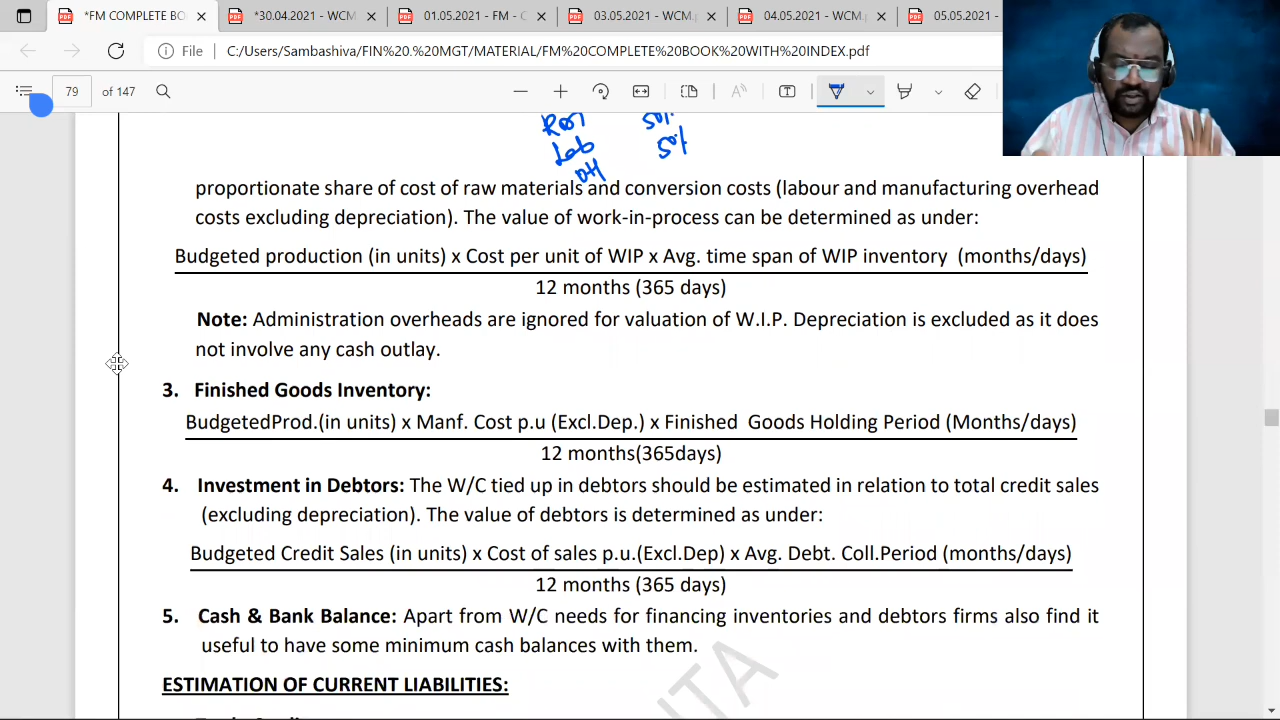 *FM COMPLETE BO
*30.04.2021 - WCM
01.05.2021 - FM - C
03.05.2021 - WCM.
04.05.2021 - WCM.
05.05.2021 -
File
C:/Users/Sambashiva/FIN%20.%20MGT/MATERIAL/FM%20COMPLETE%20BOOK%20WITH%20INDEX.pdf
79 of 147
Lab 5%
OH
proportionate share of cost of raw materials and conversion costs (labour and manufacturing overhead
costs excluding depreciation). The value of work-in-process can be determined as under:
Budgeted production (in units) x Cost per unit of WIP x Avg. time span of WIP inventory (months/days)
12 months (365 days)
Note: Administration overheads are ignored for valuation of W.I.P. Depreciation is excluded as it does
not involve any cash outlay.
3. Finished Goods Inventory:
BudgetedProd.(in units) x Manf. Cost p.u (Excl.Dep.) x Finished Goods Holding Period (Months/days)
12 months(365days)
4. Investment in Debtors: The W/C tied up in debtors should be estimated in relation to total credit sales
(excluding depreciation). The value of debtors is determined as under:
Budgeted Credit Sales (in units) x Cost of sales p.u.(Excl.Dep) x Avg. Debt. Coll.Period (months/days)
12 months (365 days)
5. Cash & Bank Balance: Apart from W/C needs for financing inventories and debtors firms also find it
useful to have some minimum cash balances with them.
ESTIMATION OF CURRENT LIABILITIES: